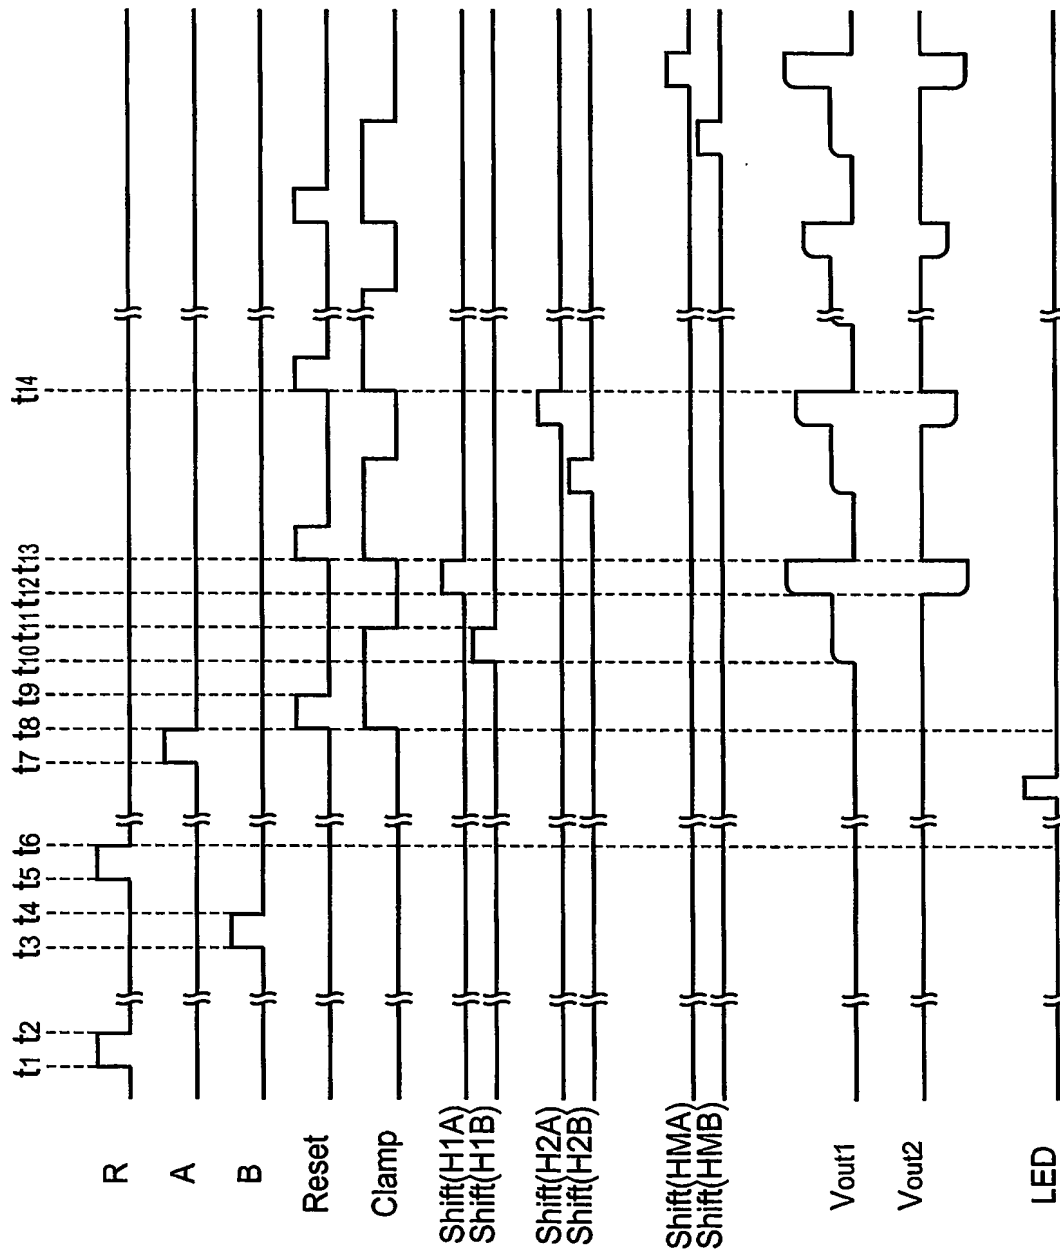 t1 t2 t3 t4 t5 t6 t7 t8 t9 t10 t11 t12 t13 t14
R
A
B
Reset
Clamp
Shift(H1A)
Shift(H1B)
Shift(H2A)
Shift(H2B)
Shift(HMA)
Shift(HMB)
Vout1
Vout2
LED